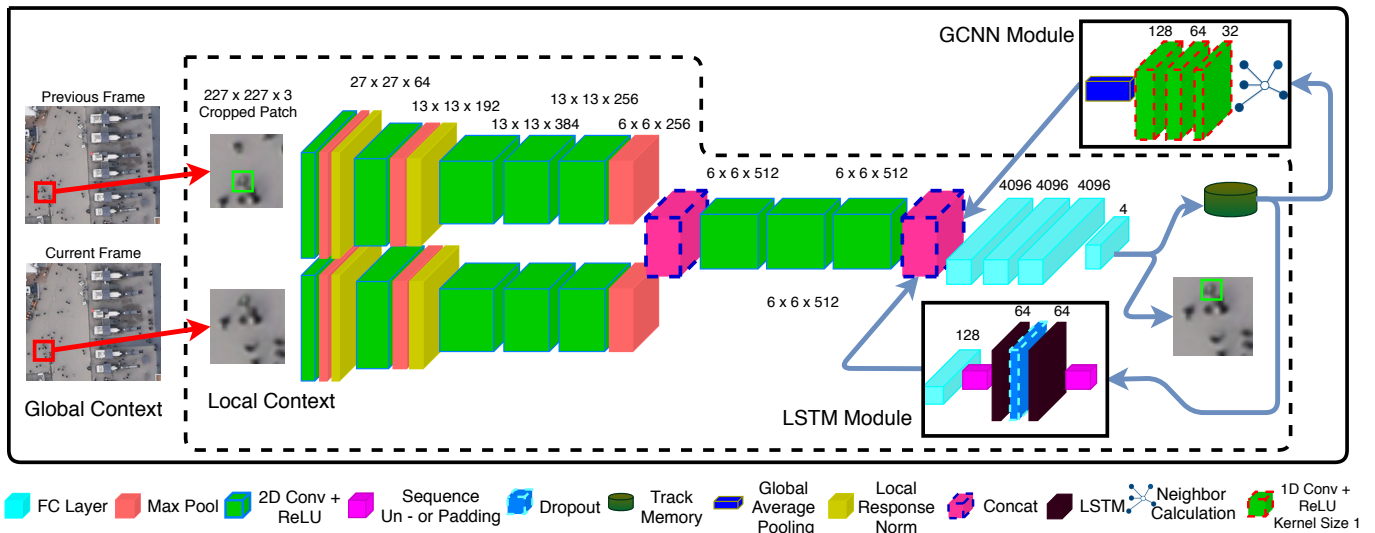 GCNN Module
128 64 32
27 x 27 x 64
Previous Frame
227 x 227 x 3
Cropped Patch
13 x 13 x 192
13 x 13 x 256
13 x 13 x 384
6 x 6 x 256
6 x 6 x 512
6 x 6 x 512
4096 4096 4096
4
Current Frame
6 x 6 x 512
64 64
128
Global Context
Local Context
LSTM Module
FC Layer
Max Pool
2D Conv +
ReLU
Sequence
Un - or Padding
Dropout
Track
Memory
Global
Average
Pooling
Local
Response
Norm
Concat
LSTM
Neighbor
Calculation
1D Conv +
ReLU
Kernel Size 1